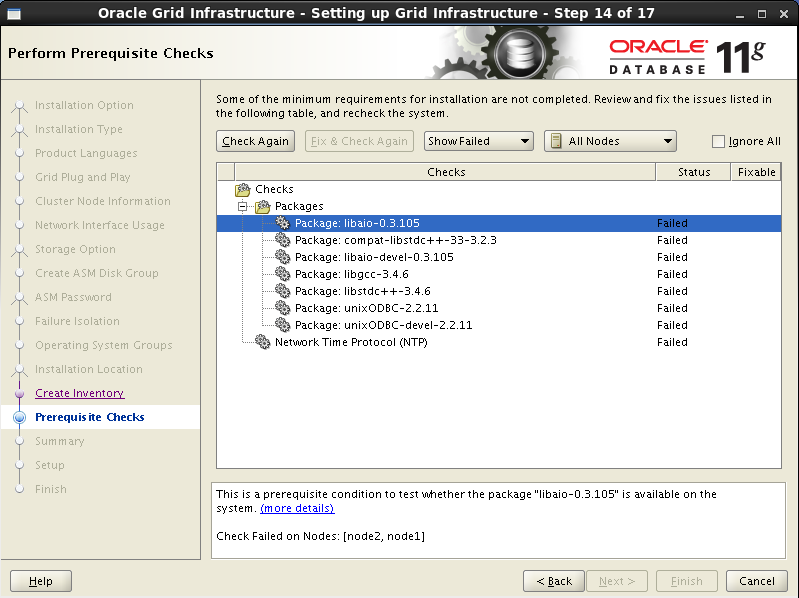 Oracle Grid Infrastructure - Setting up Grid Infrastructure - Step 14 of 17
Perform Prerequisite Checks
ORACLE
DATABASE
11g
Installation Option
Installation Type
Product Languages
Grid Plug and Play
Cluster Node Information
Network Interface Usage
Storage Option
Create ASM Disk Group
ASM Password
Failure Isolation
Operating System Groups
Installation Location
Create Inventory
Prerequisite Checks
Summary
Setup
Finish
Some of the minimum requirements for installation are not completed. Review and fix the issues listed in
the following table, and recheck the system.
Check Again
Fix & Check Again
Show Failed
All Nodes
Ignore All
Checks Status Fixable
Checks
Packages
Package: libaio-0.3.105 Failed
Package: compat-libstdc++-33-3.2.3 Failed
Package: libaio-devel-0.3.105 Failed
Package: libgcc-3.4.6 Failed
Package: libstdc++-3.4.6 Failed
Package: unixODBC-2.2.11 Failed
Package: unixODBC-devel-2.2.11 Failed
Network Time Protocol (NTP) Failed
This is a prerequisite condition to test whether the package "libaio-0.3.105" is available on the
system. (more details)
Check Failed on Nodes: [node2, node1]
Help
< Back
Next >
Finish
Cancel